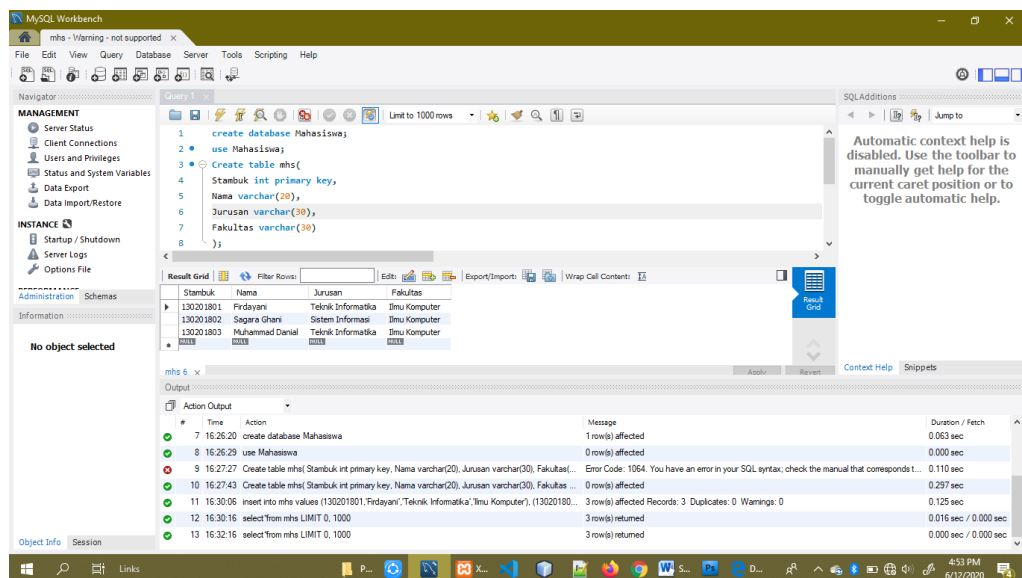 MySQL Workbench
mhs - Warning - not supported ×
File Edit View Query Database Server Tools Scripting Help
Navigator
MANAGEMENT
Server Status
Client Connections
Users and Privileges
Status and System Variables
Data Export
Data Import/Restore
INSTANCE
Startup / Shutdown
Server Logs
Options File
Administration Schemas
Information
No object selected
Object Info Session
Query 1 ×
Limit to 1000 rows
1 create database Mahasiswa;
2 use Mahasiswa;
3 Create table mhs(
4 Stambuk int primary key,
5 Nama varchar(20),
6 Jurusan varchar(30),
7 Fakultas varchar(30)
8 );
Result Grid Filter Rows: Edit: Export/Import: Wrap Cell Content:
Stambuk Nama Jurusan Fakultas
130201801 Firdayani Teknik Informatika Ilmu Komputer
130201802 Sagara Ghani Sistem Informasi Ilmu Komputer
130201803 Muhammad Danial Teknik Informatika Ilmu Komputer
NULL NULL NULL NULL
Result Grid
mhs 6 ×
Apply Revert
SQLAdditions
Jump to
Automatic context help is
disabled. Use the toolbar to
manually get help for the
current caret position or to
toggle automatic help.
Context Help Snippets
Output
Action Output
# Time Action Message Duration / Fetch
7 16:26:20 create database Mahasiswa 1 row(s) affected 0.063 sec
8 16:26:29 use Mahasiswa 0 row(s) affected 0.000 sec
9 16:27:27 Create table mhs( Stambuk int primary key, Nama varchar(20), Jurusan varchar(30), Fakultas(... Error Code: 1064. You have an error in your SQL syntax; check the manual that corresponds t... 0.110 sec
10 16:27:43 Create table mhs( Stambuk int primary key, Nama varchar(20), Jurusan varchar(30), Fakultas ... 0 row(s) affected 0.297 sec
11 16:30:06 insert into mhs values (130201801,'Firdayani','Teknik Informatika','Ilmu Komputer'), (13020180... 3 row(s) affected Records: 3 Duplicates: 0 Warnings: 0 0.125 sec
12 16:30:16 select*from mhs LIMIT 0, 1000 3 row(s) returned 0.016 sec / 0.000 sec
13 16:32:16 select*from mhs LIMIT 0, 1000 3 row(s) returned 0.000 sec / 0.000 sec
Links P... X... S... D... 4:53 PM
6/12/2020